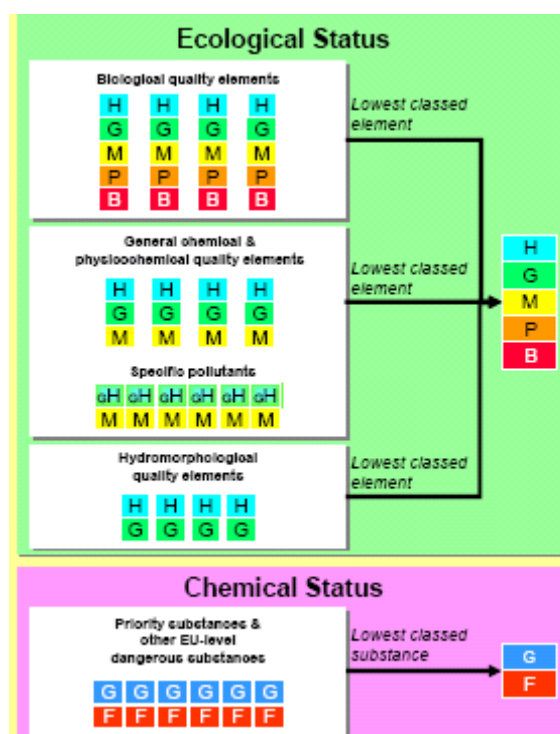 Ecological Status
Biological quality elements
H H H H
G G G G
M M M M
P P P P
B B B B
Lowest classed
element
General chemical &
physicochemical quality elements
H H H H
G G G G
M M M M
Lowest classed
element
Specific pollutants
GH GH GH GH GH GH
M M M M M M
Hydromorphological
quality elements
H H H H
G G G G
Lowest classed
element
H
G
M
P
B
Chemical Status
Priority substances &
other EU-level
dangerous substances
G G G G G G
F F F F F F
Lowest classed
substance
G
F